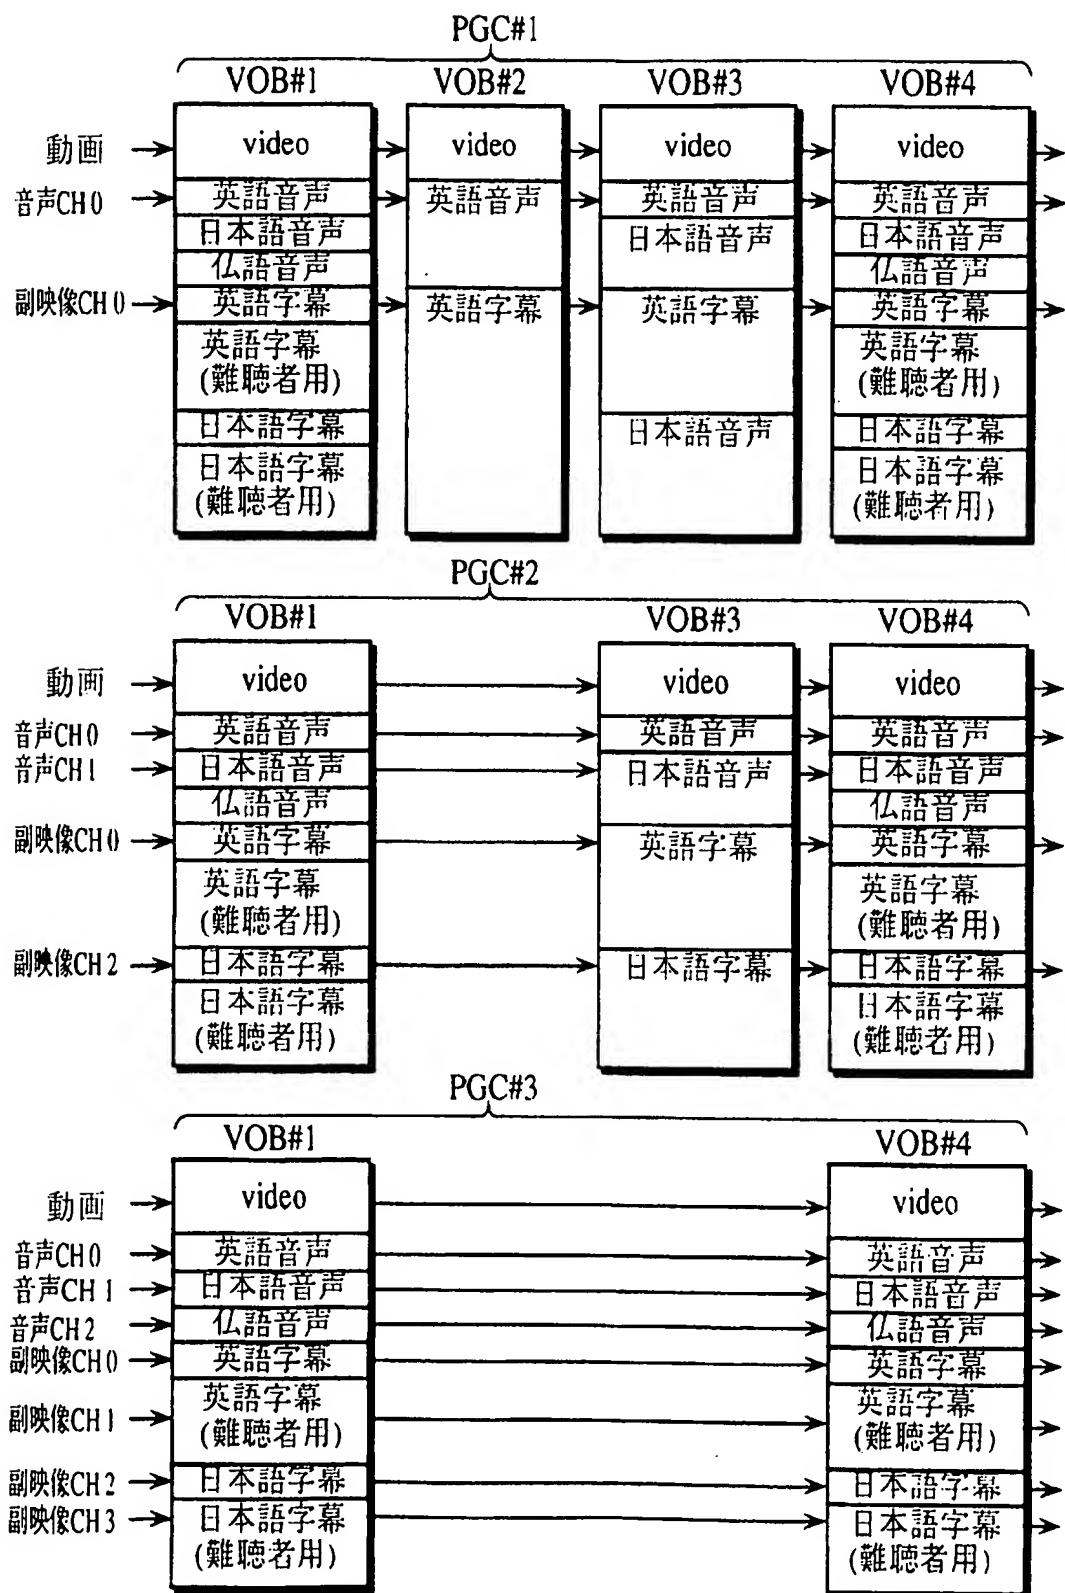 PGC#1
VOB#1 VOB#2 VOB#3 VOB#4
動画 video video video video
音声CH0 英語音声 英語音声 英語音声 英語音声
日本語音声 日本語音声 日本語音声
仏語音声 仏語音声
副映像CH0 英語字幕 英語字幕 英語字幕 英語字幕
英語字幕 英語字幕
(難聴者用) (難聴者用)
日本語字幕 日本語音声 日本語字幕
日本語字幕 日本語字幕
(難聴者用) (難聴者用)
PGC#2
VOB#1 VOB#3 VOB#4
動画 video video video
音声CH0 英語音声 英語音声 英語音声
音声CH1 日本語音声 日本語音声 日本語音声
仏語音声 仏語音声
副映像CH0 英語字幕 英語字幕 英語字幕
英語字幕 英語字幕
(難聴者用) (難聴者用)
副映像CH2 日本語字幕 日本語字幕 日本語字幕
日本語字幕 日本語字幕
(難聴者用) (難聴者用)
PGC#3
VOB#1 VOB#4
動画 video video
音声CH0 英語音声 英語音声
音声CH1 日本語音声 日本語音声
音声CH2 仏語音声 仏語音声
副映像CH0 英語字幕 英語字幕
副映像CH1 英語字幕 英語字幕
(難聴者用) (難聴者用)
副映像CH2 日本語字幕 日本語字幕
副映像CH3 日本語字幕 日本語字幕
(難聴者用) (難聴者用)